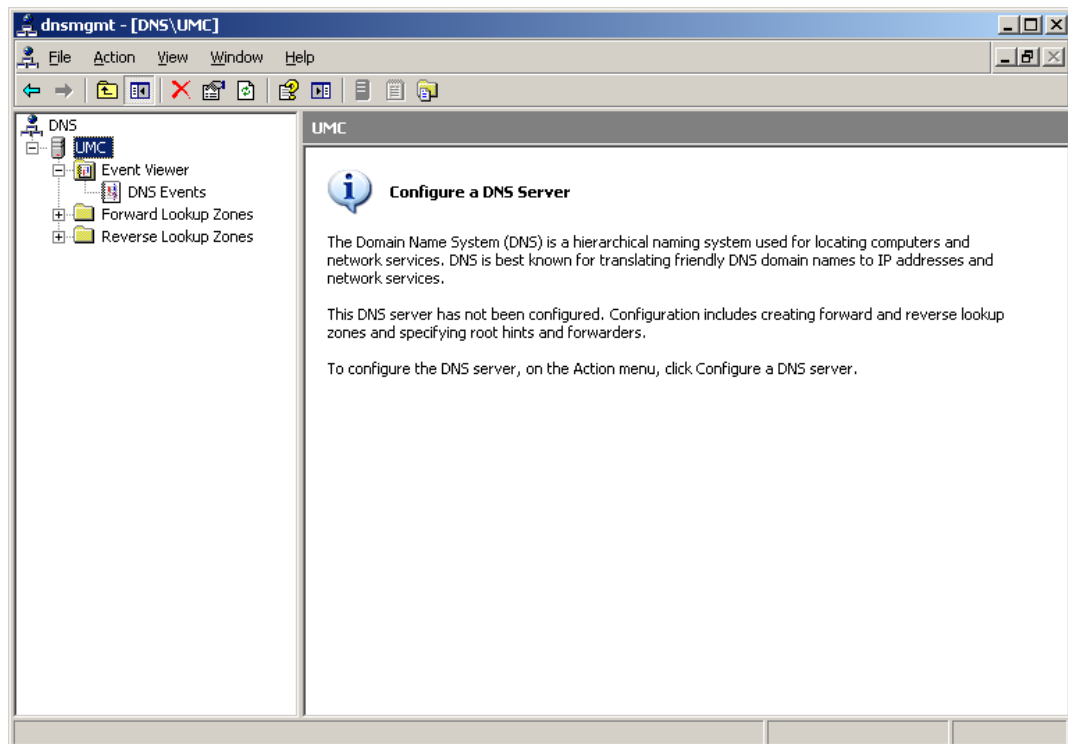 dnsmgmt - [DNS\UMC]
File Action View Window Help
DNS
UMC
Event Viewer
DNS Events
Forward Lookup Zones
Reverse Lookup Zones
UMC
Configure a DNS Server
The Domain Name System (DNS) is a hierarchical naming system used for locating computers and
network services. DNS is best known for translating friendly DNS domain names to IP addresses and
network services.
This DNS server has not been configured. Configuration includes creating forward and reverse lookup
zones and specifying root hints and forwarders.
To configure the DNS server, on the Action menu, click Configure a DNS server.